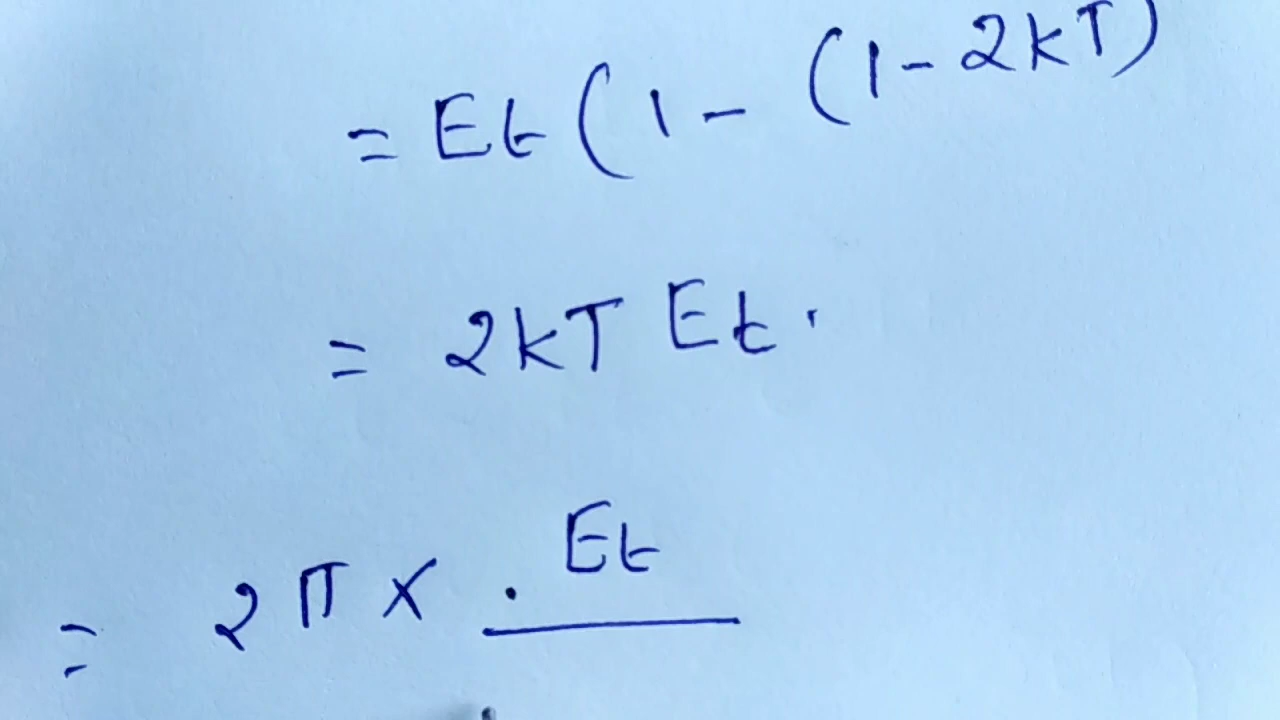 = Et ( 1 - (1 - 2kT)
= 2kT Et .
= 2π × . Et